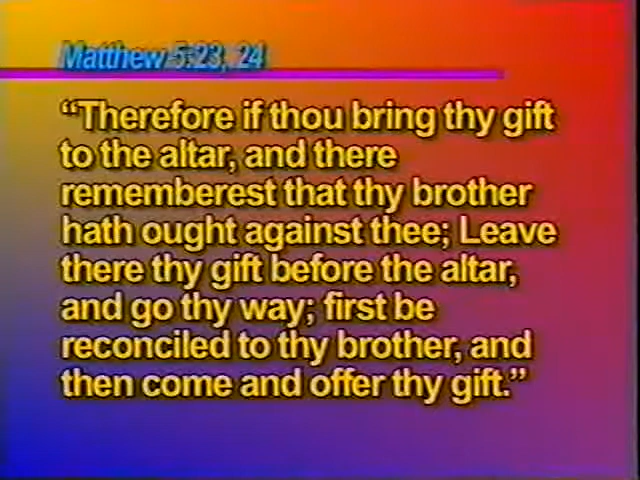 Matthew 5:23, 24
“Therefore if thou bring thy gift
to the altar, and there
rememberest that thy brother
hath ought against thee; Leave
there thy gift before the altar,
and go thy way; first be
reconciled to thy brother, and
then come and offer thy gift.”